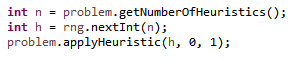 int n = problem.getNumberOfHeuristics();
int h = rng.nextInt(n);
problem.applyHeuristic(h, 0, 1);